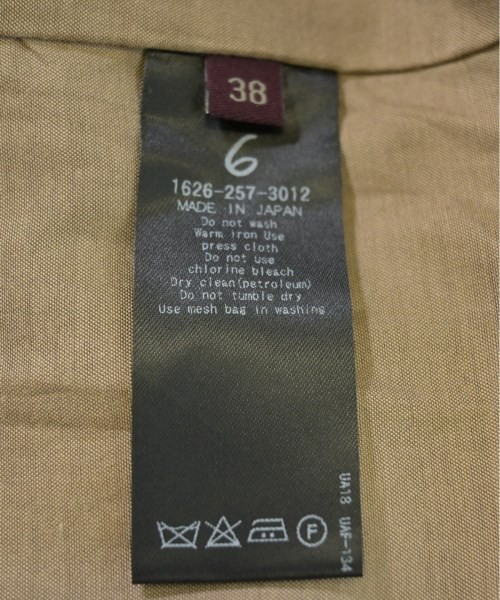 38
6
1626-257-3012
MADE IN JAPAN
Do not wash
Warm iron Use
press cloth
Do not use
chlorine bleach
Dry clean(petroleum)
Do not tumble dry
Use mesh bag in washing
F
UA18 UAF-134